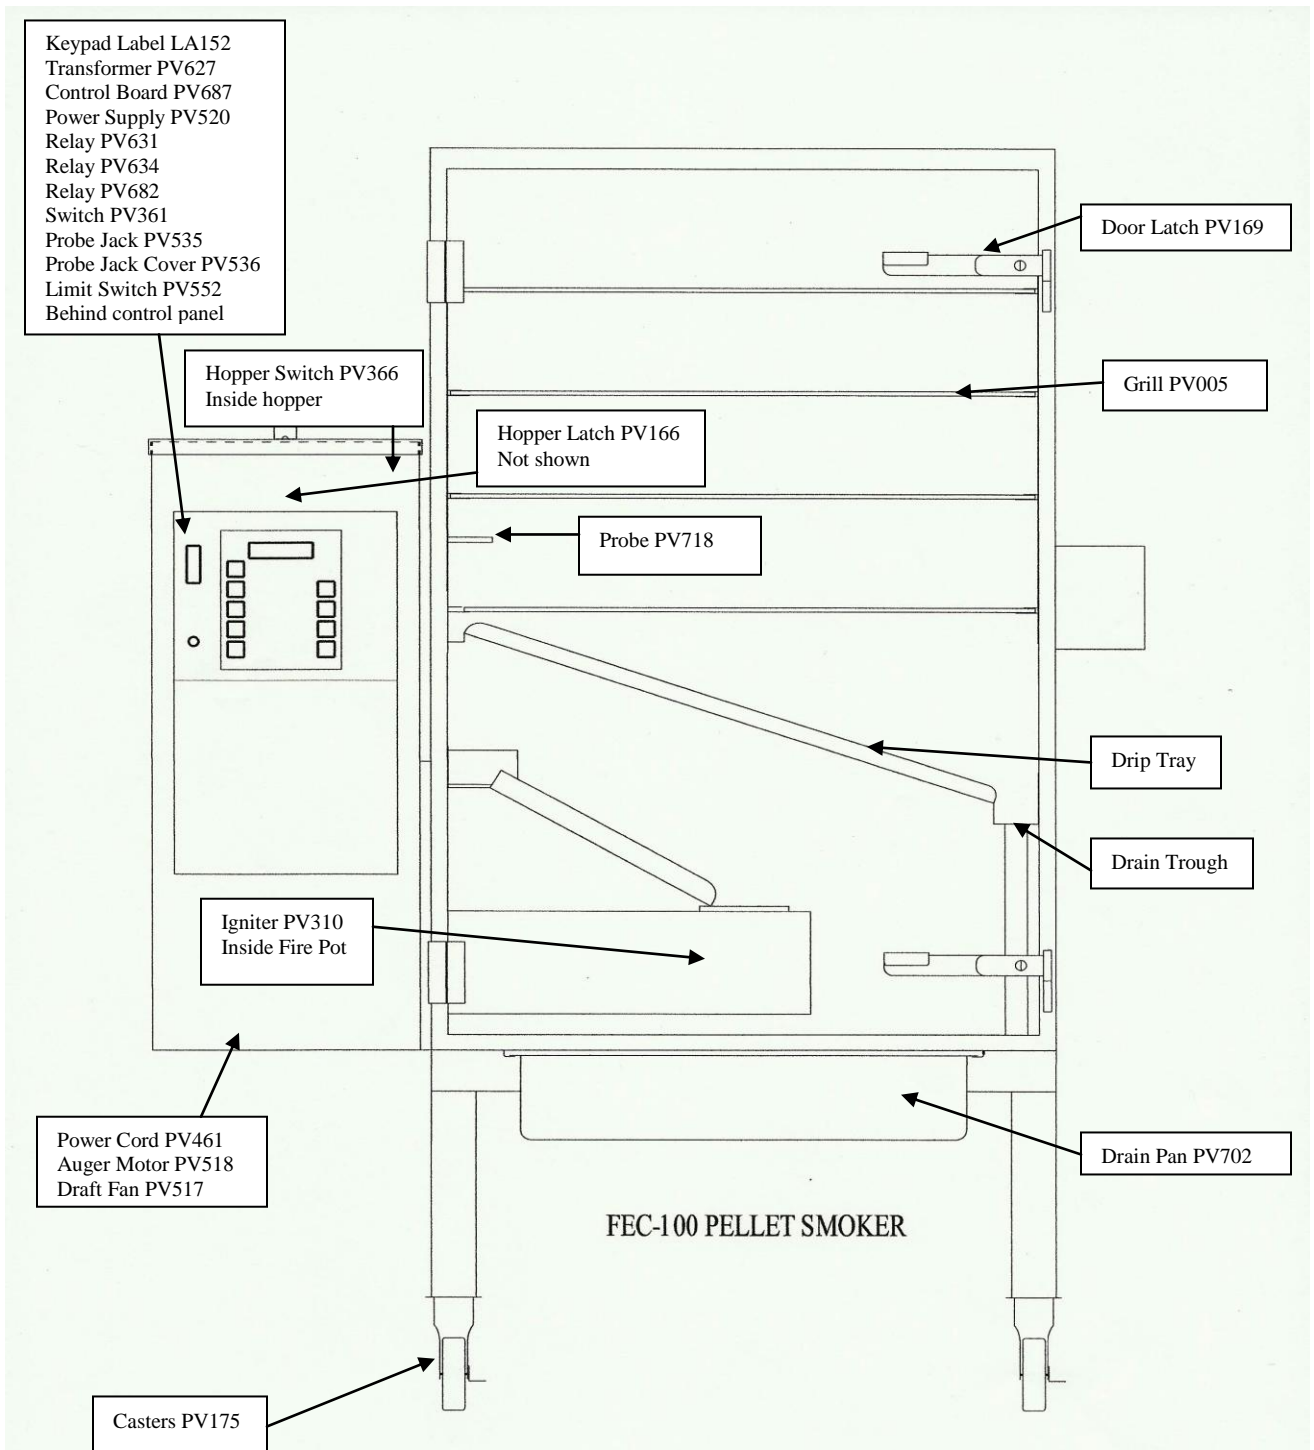 Keypad Label LA152
Transformer PV627
Control Board PV687
Power Supply PV520
Relay PV631
Relay PV634
Relay PV682
Switch PV361
Probe Jack PV535
Probe Jack Cover PV536
Limit Switch PV552
Behind control panel
Door Latch PV169
Hopper Switch PV366
Inside hopper
Grill PV005
Hopper Latch PV166
Not shown
Probe PV718
Drip Tray
Drain Trough
Igniter PV310
Inside Fire Pot
Power Cord PV461
Auger Motor PV518
Draft Fan PV517
Drain Pan PV702
FEC-100 PELLET SMOKER
Casters PV175